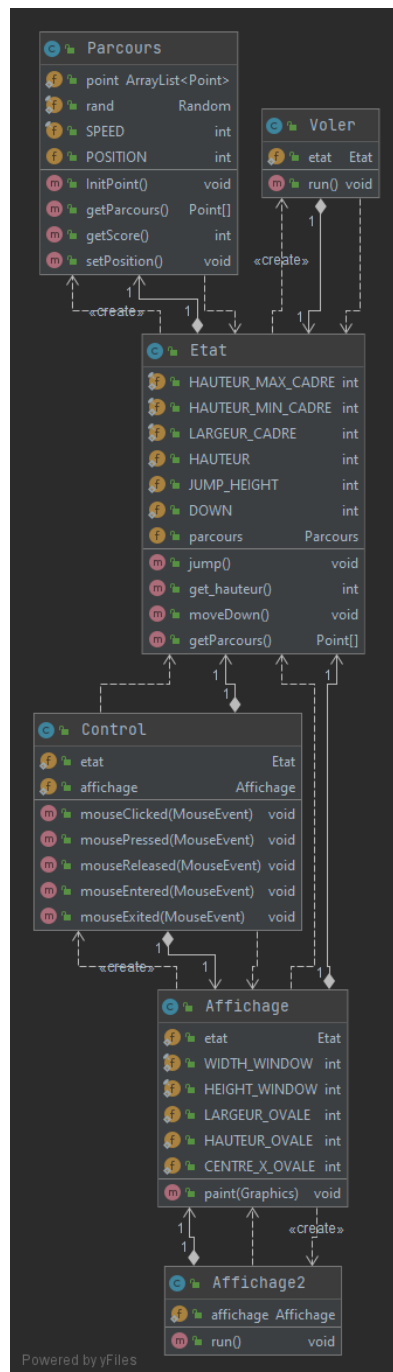 Parcours
point ArrayList<Point>
rand Random
SPEED int
POSITION int
InitPoint() void
getParcours() Point[]
getScore() int
setPosition() void
Voler
etat Etat
run() void
«create»
1
1
«create»
1
1
1
Etat
HAUTEUR_MAX_CADRE int
HAUTEUR_MIN_CADRE int
LARGEUR_CADRE int
HAUTEUR int
JUMP_HEIGHT int
DOWN int
parcours Parcours
jump() void
get_hauteur() int
moveDown() void
getParcours() Point[]
1
1
1
Control
etat Etat
affichage Affichage
mouseClicked(MouseEvent) void
mousePressed(MouseEvent) void
mouseReleased(MouseEvent) void
mouseEntered(MouseEvent) void
mouseExited(MouseEvent) void
1
«create»
1
1
Affichage
etat Etat
WIDTH_WINDOW int
HEIGHT_WINDOW int
LARGEUR_OVALE int
HAUTEUR_OVALE int
CENTRE_X_OVALE int
paint(Graphics) void
1
«create»
1
Affichage2
affichage Affichage
run() void
Powered by yFiles